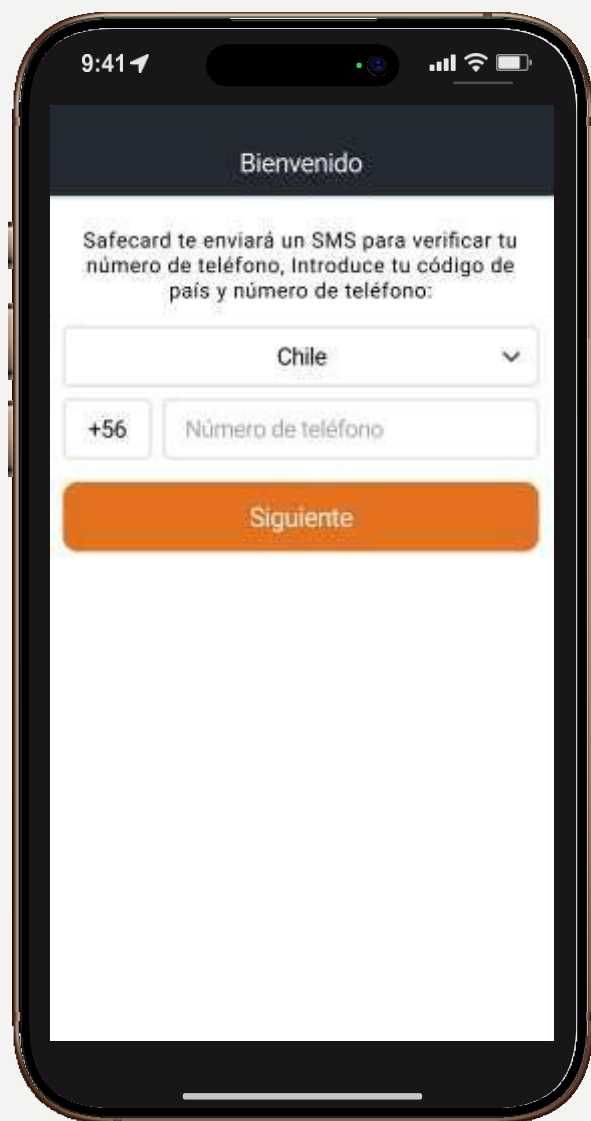 9:41
Bienvenido
Safecard te enviará un SMS para verificar tu
número de teléfono, Introduce tu código de
país y número de teléfono:
Chile
+56 Número de teléfono
Siguiente